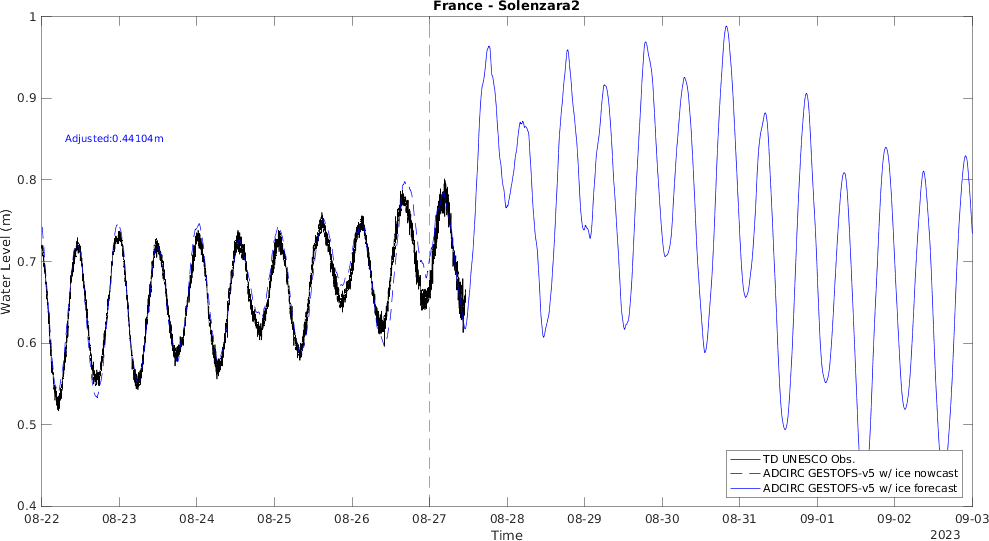 France - Solenzara2
1
0.9
0.8
0.7
0.6
0.5
0.4
Water Level (m)
Adjusted:0.44104m
TD UNESCO Obs.
ADCIRC GESTOFS-v5 w/ ice nowcast
ADCIRC GESTOFS-v5 w/ ice forecast
08-22 08-23 08-24 08-25 08-26 08-27 08-28 08-29 08-30 08-31 09-01 09-02 09-03
Time
2023